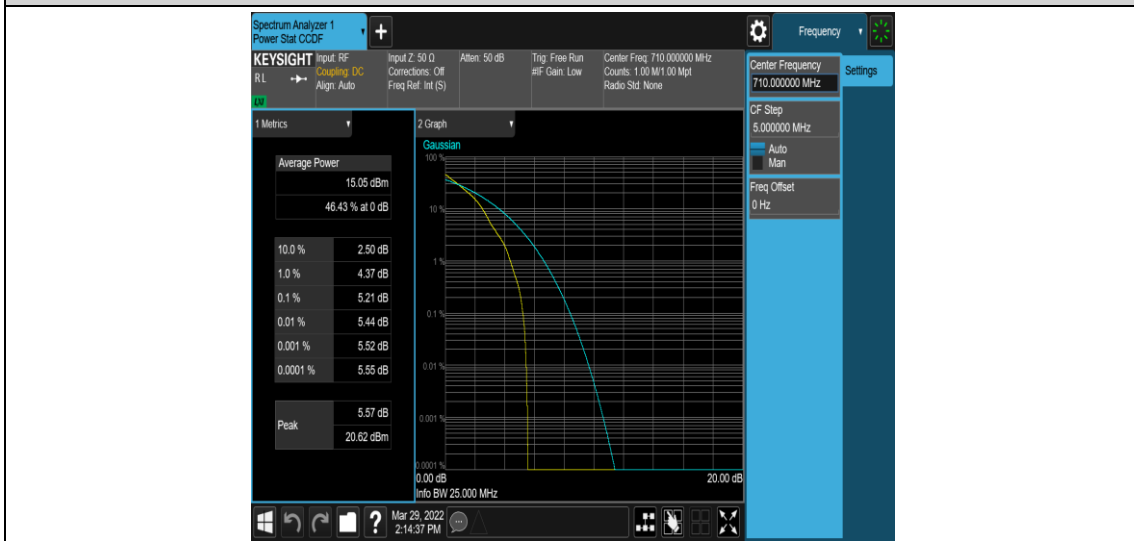 Spectrum Analyzer 1
Power Stat CCDF
+
Frequency
KEYSIGHT
RL
LXI
Input: RF
Coupling: DC
Align: Auto
Input Z: 50 Ω
Corrections: Off
Freq Ref: Int (S)
Atten: 50 dB
Trig: Free Run
#IF Gain: Low
Center Freq: 710.000000 MHz
Counts: 1.00 M/1.00 Mpt
Radio Std: None
Center Frequency
710.000000 MHz
Settings
CF Step
5.000000 MHz
Auto
Man
Freq Offset
0 Hz
1 Metrics
Average Power
15.05 dBm
46.43 % at 0 dB
10.0 % 2.50 dB
1.0 % 4.37 dB
0.1 % 5.21 dB
0.01 % 5.44 dB
0.001 % 5.52 dB
0.0001 % 5.55 dB
Peak
5.57 dB
20.62 dBm
2 Graph
Gaussian
100 %
10 %
1 %
0.1 %
0.01 %
0.001 %
0.0001 %
0.00 dB 20.00 dB
Info BW 25.000 MHz
?
Mar 29, 2022
2:14:37 PM